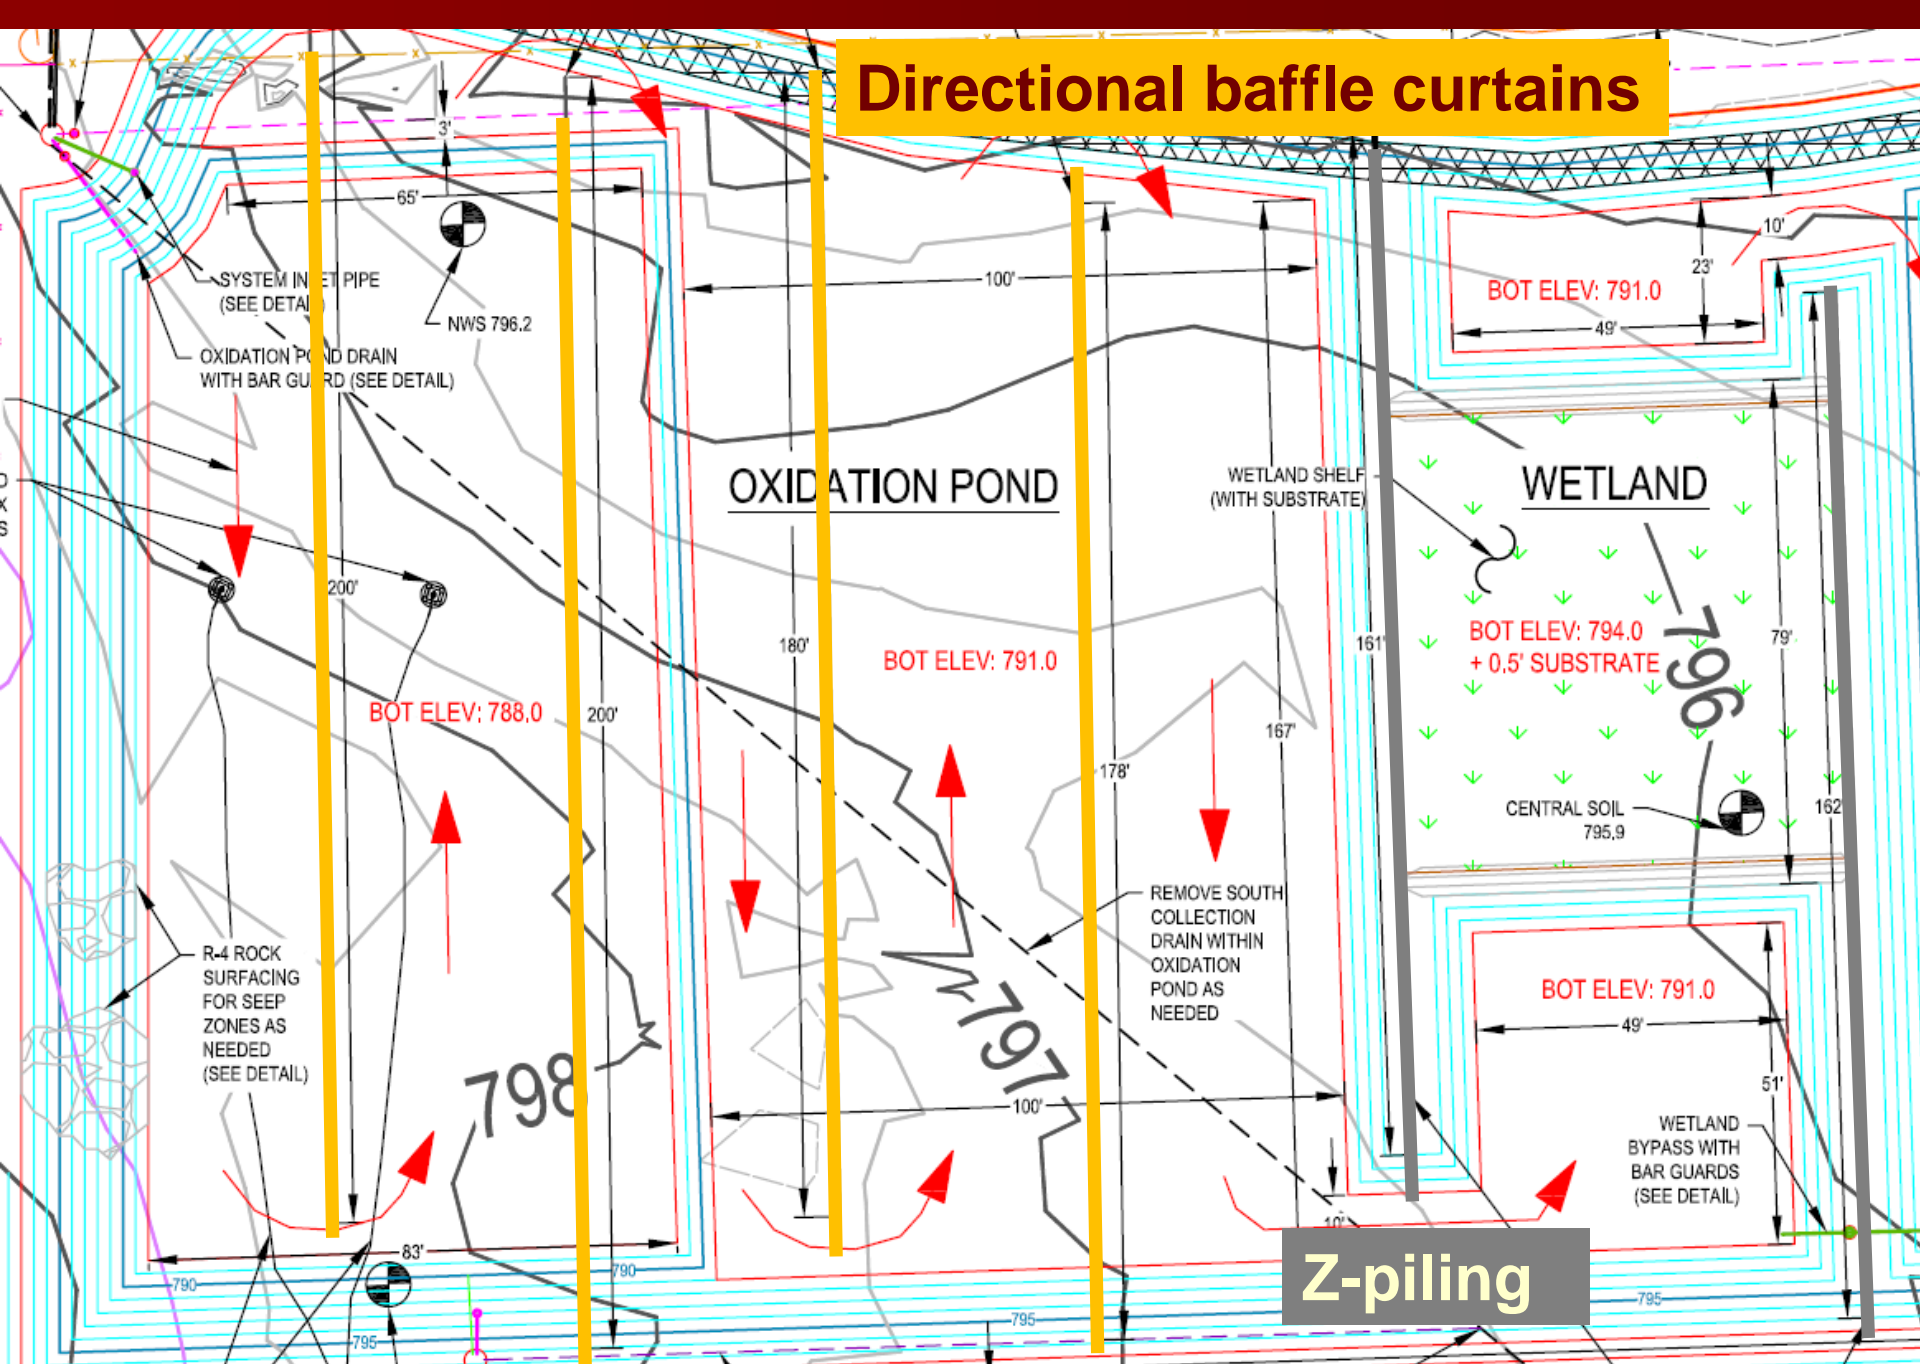 Directional baffle curtains
3'
65'
10'
23'
SYSTEM INLET PIPE
(SEE DETAIL)
NWS 796.2
100'
BOT ELEV: 791.0
49'
OXIDATION POND DRAIN
WITH BAR GUARD (SEE DETAIL)
OXIDATION POND
WETLAND SHELF
(WITH SUBSTRATE)
WETLAND
D
X
S
200'
180'
161'
BOT ELEV: 791.0
BOT ELEV: 794.0
+ 0.5' SUBSTRATE
79'
796
BOT ELEV: 788.0
200'
167'
178'
CENTRAL SOIL
795.9
162'
REMOVE SOUTH
COLLECTION
DRAIN WITHIN
OXIDATION
POND AS
NEEDED
R-4 ROCK
SURFACING
FOR SEEP
ZONES AS
NEEDED
(SEE DETAIL)
BOT ELEV: 791.0
49'
797
798
100'
51'
WETLAND
BYPASS WITH
BAR GUARDS
(SEE DETAIL)
10'
83'
790
790
Z-piling
795
795
795